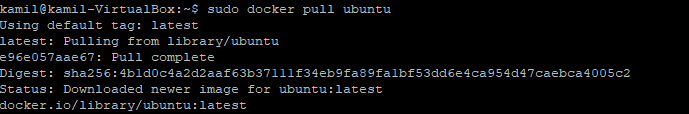 kamil@kamil-VirtualBox:~$ sudo docker pull ubuntu
Using default tag: latest
latest: Pulling from library/ubuntu
e96e057aae67: Pull complete
Digest: sha256:4b1d0c4a2d2aaf63b37111f34eb9fa89fa1bf53dd6e4ca954d47caebca4005c2
Status: Downloaded newer image for ubuntu:latest
docker.io/library/ubuntu:latest